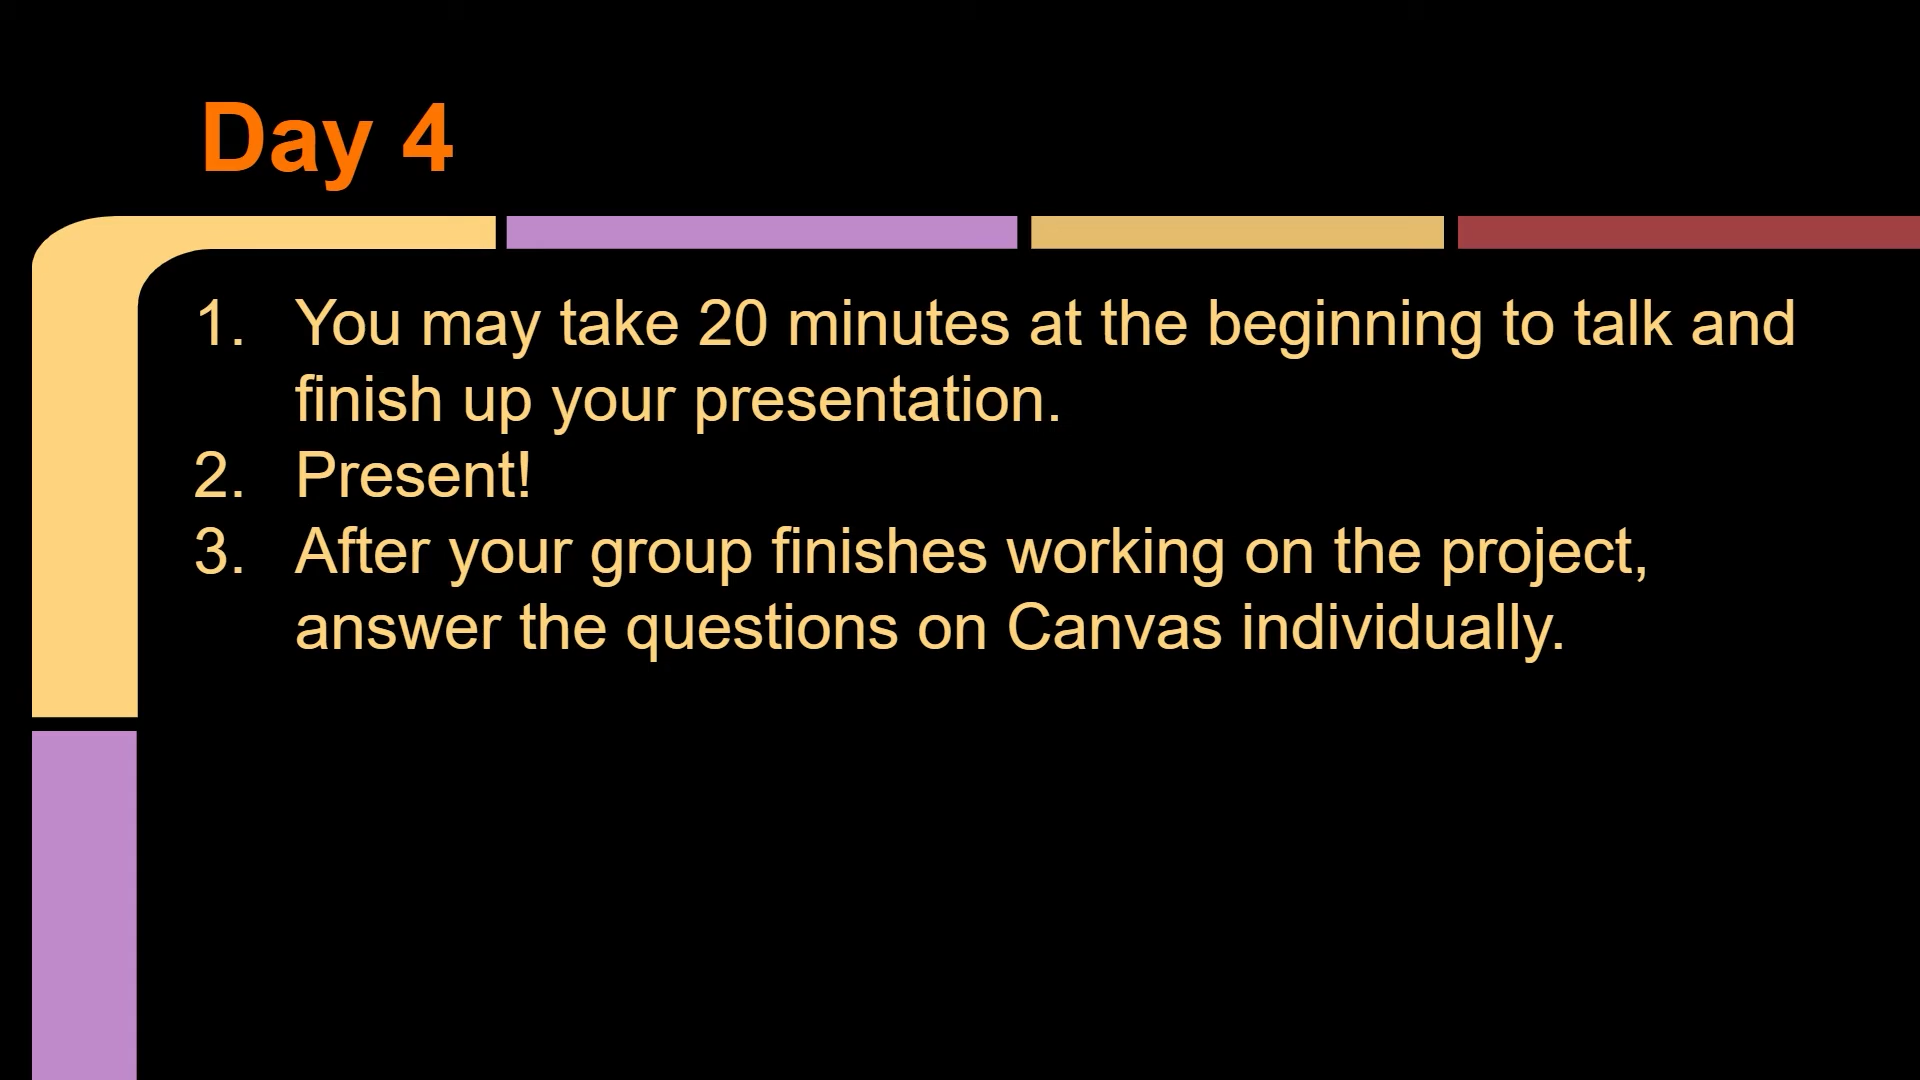 Day 4
1. You may take 20 minutes at the beginning to talk and
finish up your presentation.
2. Present!
3. After your group finishes working on the project,
answer the questions on Canvas individually.